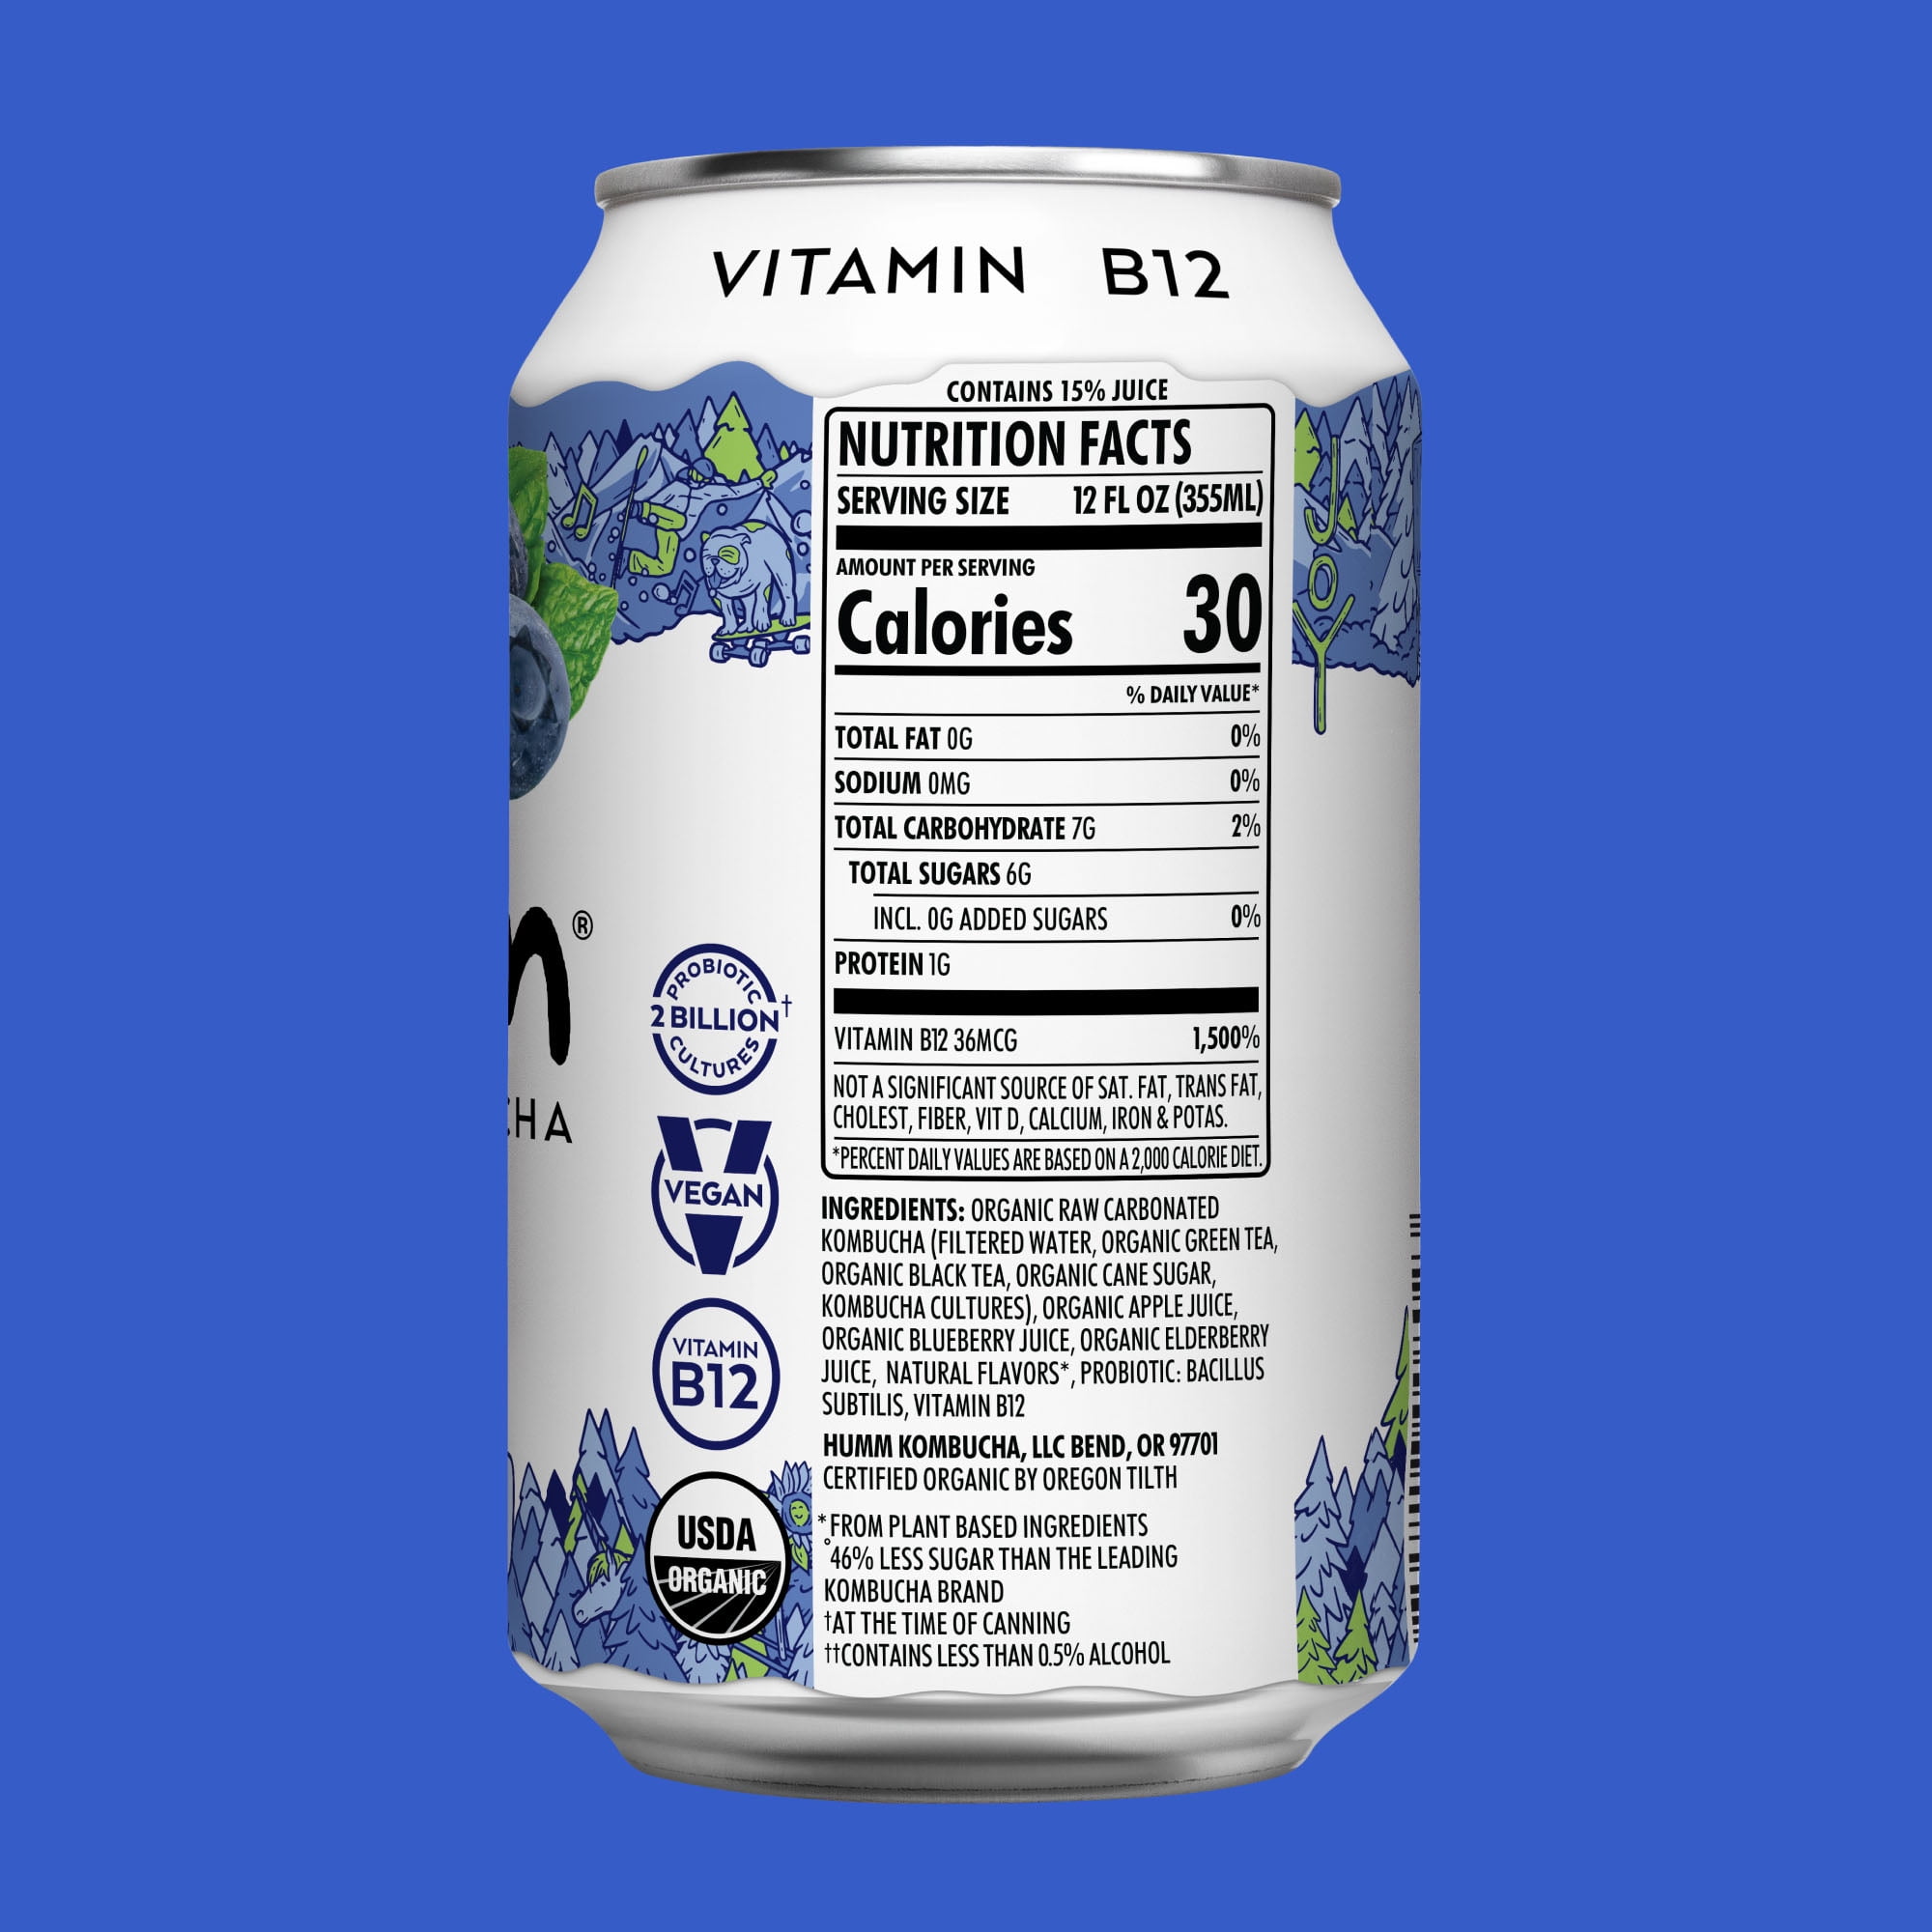 VITAMIN B12
CONTAINS 15% JUICE
NUTRITION FACTS
SERVING SIZE 12 FL OZ (355ML)
AMOUNT PER SERVING
Calories 30
% DAILY VALUE*
TOTAL FAT 0G 0%
SODIUM 0MG 0%
TOTAL CARBOHYDRATE 7G 2%
TOTAL SUGARS 6G
INCL. 0G ADDED SUGARS 0%
PROTEIN 1G
VITAMIN B12 36MCG 1,500%
NOT A SIGNIFICANT SOURCE OF SAT. FAT, TRANS FAT,
CHOLEST, FIBER, VIT D, CALCIUM, IRON & POTAS.
*PERCENT DAILY VALUES ARE BASED ON A 2,000 CALORIE DIET.
INGREDIENTS: ORGANIC RAW CARBONATED
KOMBUCHA (FILTERED WATER, ORGANIC GREEN TEA,
ORGANIC BLACK TEA, ORGANIC CANE SUGAR,
KOMBUCHA CULTURES), ORGANIC APPLE JUICE,
ORGANIC BLUEBERRY JUICE, ORGANIC ELDERBERRY
JUICE, NATURAL FLAVORS*, PROBIOTIC: BACILLUS
SUBTILIS, VITAMIN B12
HUMM KOMBUCHA, LLC BEND, OR 97701
CERTIFIED ORGANIC BY OREGON TILTH
*FROM PLANT BASED INGREDIENTS
°46% LESS SUGAR THAN THE LEADING
KOMBUCHA BRAND
†AT THE TIME OF CANNING
††CONTAINS LESS THAN 0.5% ALCOHOL
PROBIOTIC
2 BILLION†
CULTURES
VEGAN
VITAMIN
B12
USDA
ORGANIC
JOY
®
HA